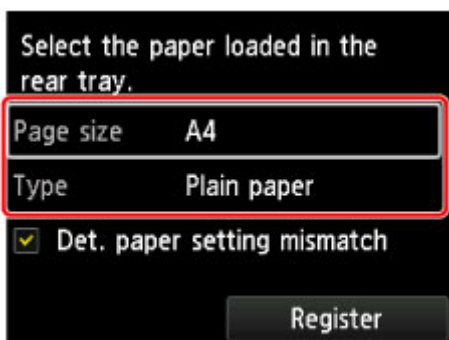 Select the paper loaded in the
rear tray.
Page size A4
Type Plain paper
Det. paper setting mismatch
Register